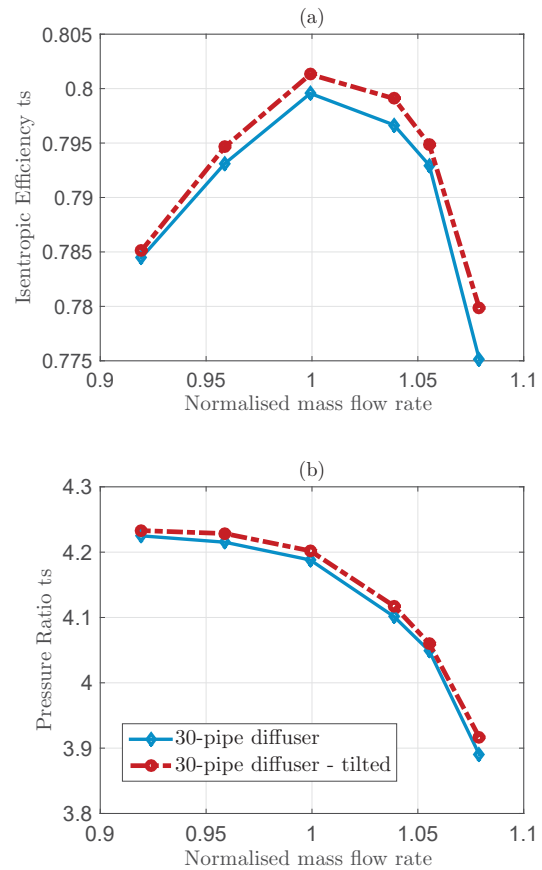 (a)
Isentropic Efficiency ts
0.805
0.8
0.795
0.79
0.785
0.78
0.775
0.9
0.95
1
1.05
1.1
Normalised mass flow rate
(b)
Pressure Ratio ts
4.3
4.2
4.1
4
3.9
3.8
30-pipe diffuser
30-pipe diffuser - tilted
0.9
0.95
1
1.05
1.1
Normalised mass flow rate